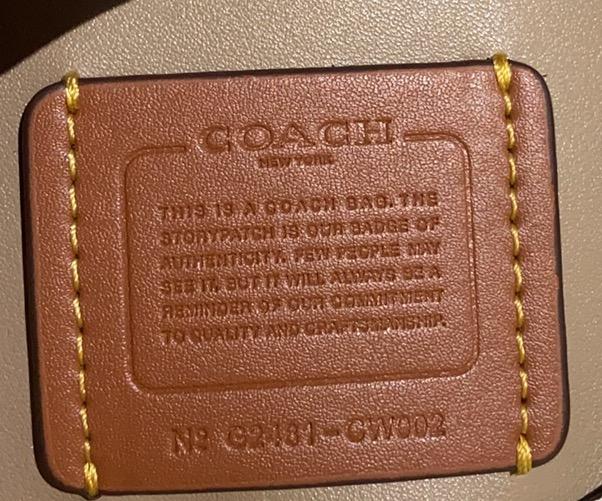 COACH
NEW YORK
THIS IS A COACH BAG. THE
STORYPATCH IS OUR BADGE OF
AUTHENTICITY. FEW PEOPLE MAY
SEE IT, BUT IT WILL ALWAYS BE A
REMINDER OF OUR COMMITMENT
TO QUALITY AND CRAFTSMANSHIP.
Nº C2481-CW002